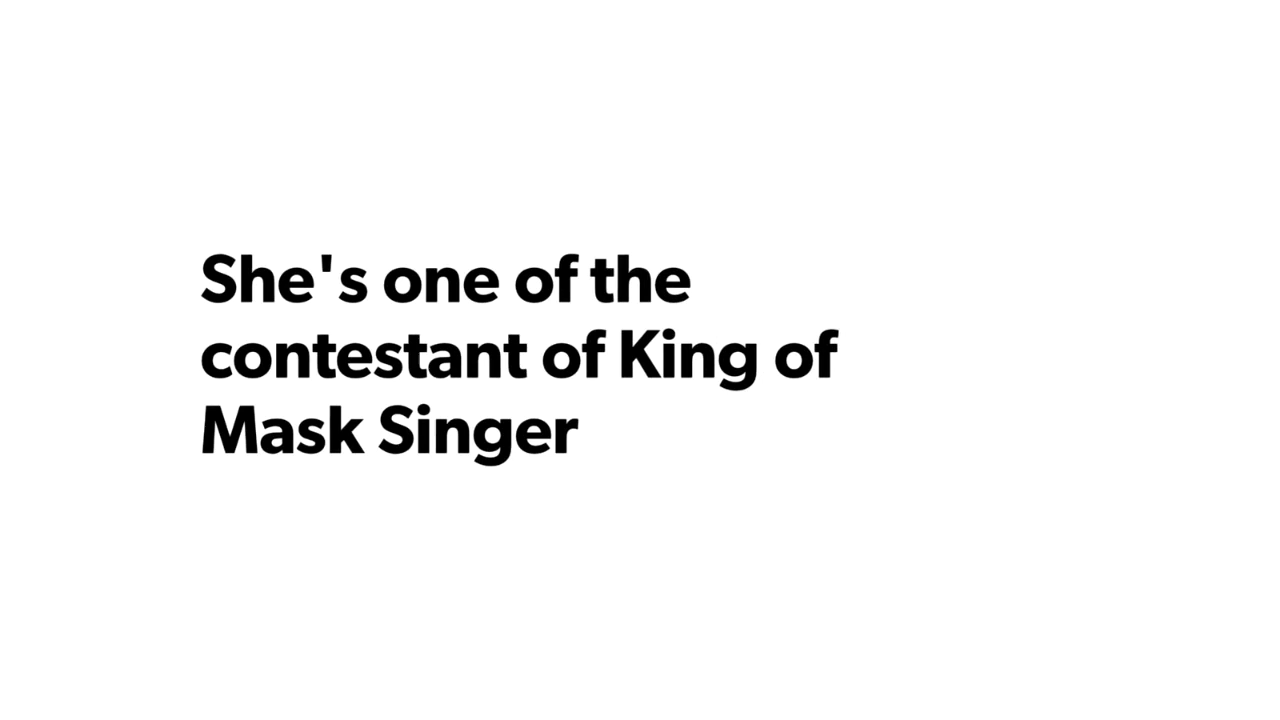 She's one of the
contestant of King of
Mask Singer